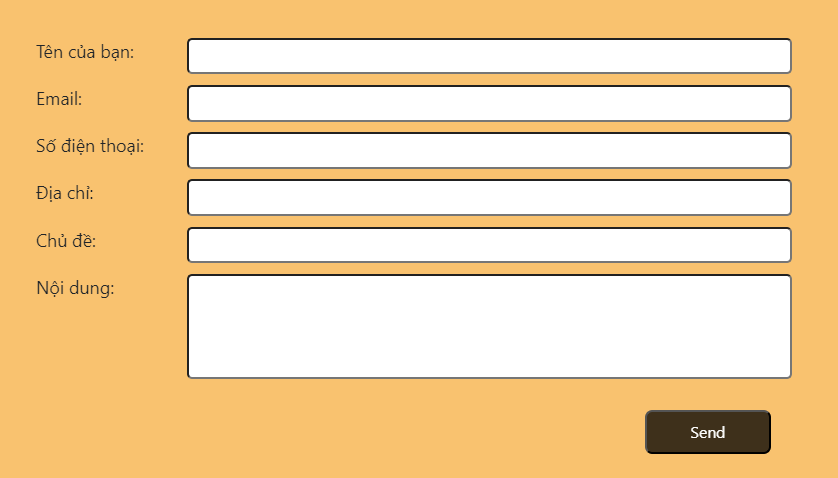 Tên của bạn:
Email:
Số điện thoại:
Địa chỉ:
Chủ đề:
Nội dung:
Send